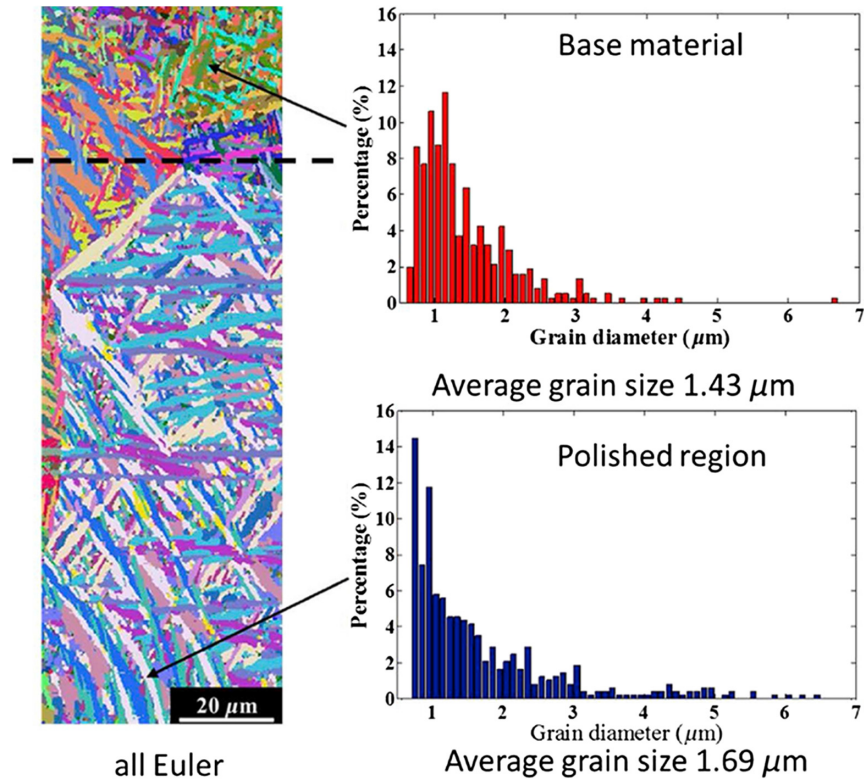 20 µm
all Euler
Base material
Percentage (%)
16
14
12
10
8
6
4
2
0
1 2 3 4 5 6 7
Grain diameter (µm)
Average grain size 1.43 µm
Polished region
Percentage (%)
16
14
12
10
8
6
4
2
0
1 2 3 4 5 6 7
Grain diameter (µm)
Average grain size 1.69 µm